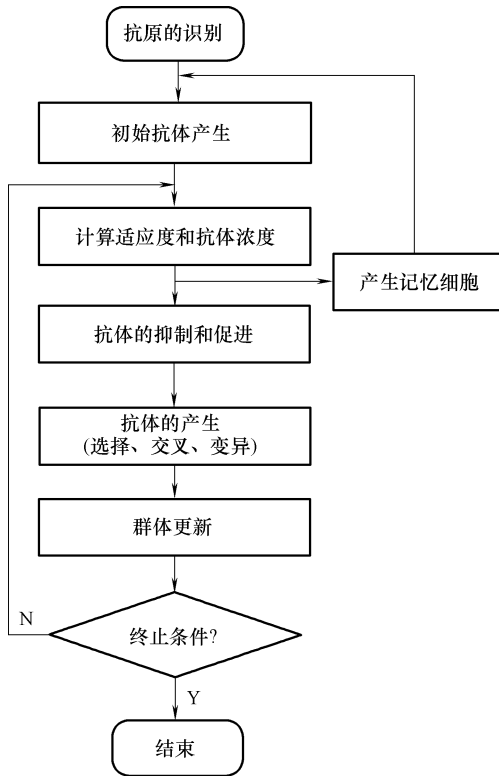 抗原的识别
初始抗体产生
计算适应度和抗体浓度
产生记忆细胞
抗体的抑制和促进
抗体的产生
(选择、交叉、变异)
群体更新
N
终止条件?
Y
结束